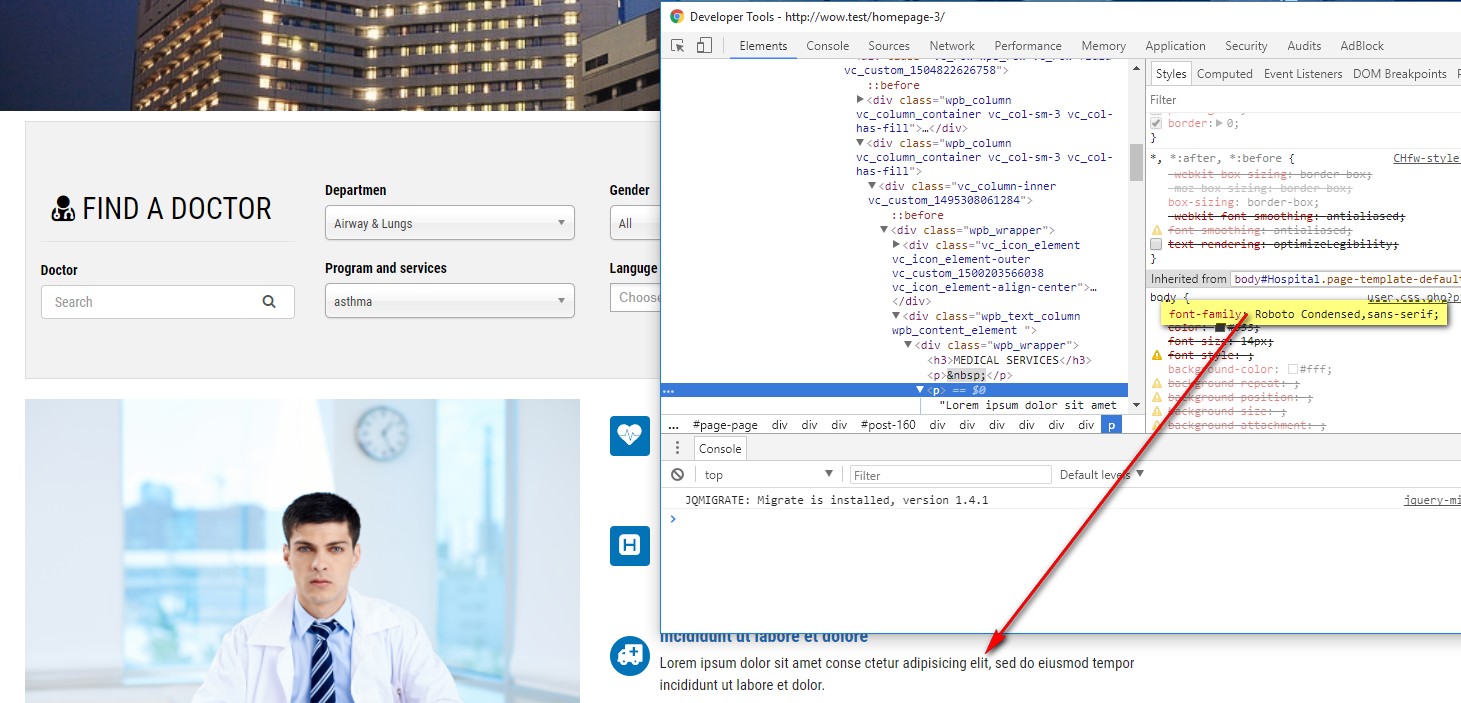 Developer Tools - http://wow.test/homepage-3/
Elements Console Sources Network Performance Memory Application Security Audits AdBlock
FIND A DOCTOR
Departmen
Airway & Lungs
Gender
All
Doctor
Search
Program and services
asthma
Languge
Choose
vc_custom_1504822626758">
::before
<div class="wpb_column
vc_column_container vc_col-sm-3 vc_col-
has-fill">…</div>
<div class="wpb_column
vc_column_container vc_col-sm-3 vc_col-
has-fill">
<div class="vc_column-inner
vc_custom_1495308061284">
::before
<div class="wpb_wrapper">
<div class="vc_icon_element
vc_icon_element-outer
vc_custom_1500203566038
vc_icon_element-align-center">…
</div>
<div class="wpb_text_column
wpb_content_element ">
<div class="wpb_wrapper">
<h3>MEDICAL SERVICES</h3>
<p>&nbsp;</p>
… <p> == $0
"Lorem ipsum dolor sit amet
... #page-page div div div #post-160 div div div div div div p
Styles Computed Event Listeners DOM Breakpoints
Filter
border: 0;
}
*, *:after, *:before { CHfw-style
-webkit-box-sizing: border-box;
-moz-box-sizing: border-box;
box-sizing: border-box;
-webkit-font-smoothing: antialiased;
font-smoothing: antialiased;
text-rendering: optimizeLegibility;
}
Inherited from body#Hospital.page-template-default
body { user.css.php?
font-family: Roboto Condensed,sans-serif;
color:
font-size: 14px;
font-style: ;
background-color: #fff;
background-repeat: ;
background-position: ;
background-size: ;
background-attachment: ;
Console
top Filter Default levels
JQMIGRATE: Migrate is installed, version 1.4.1 jquery-mi
>
H
incididunt ut labore et dolore
Lorem ipsum dolor sit amet conse ctetur adipisicing elit, sed do eiusmod tempor
incididunt ut labore et dolor.